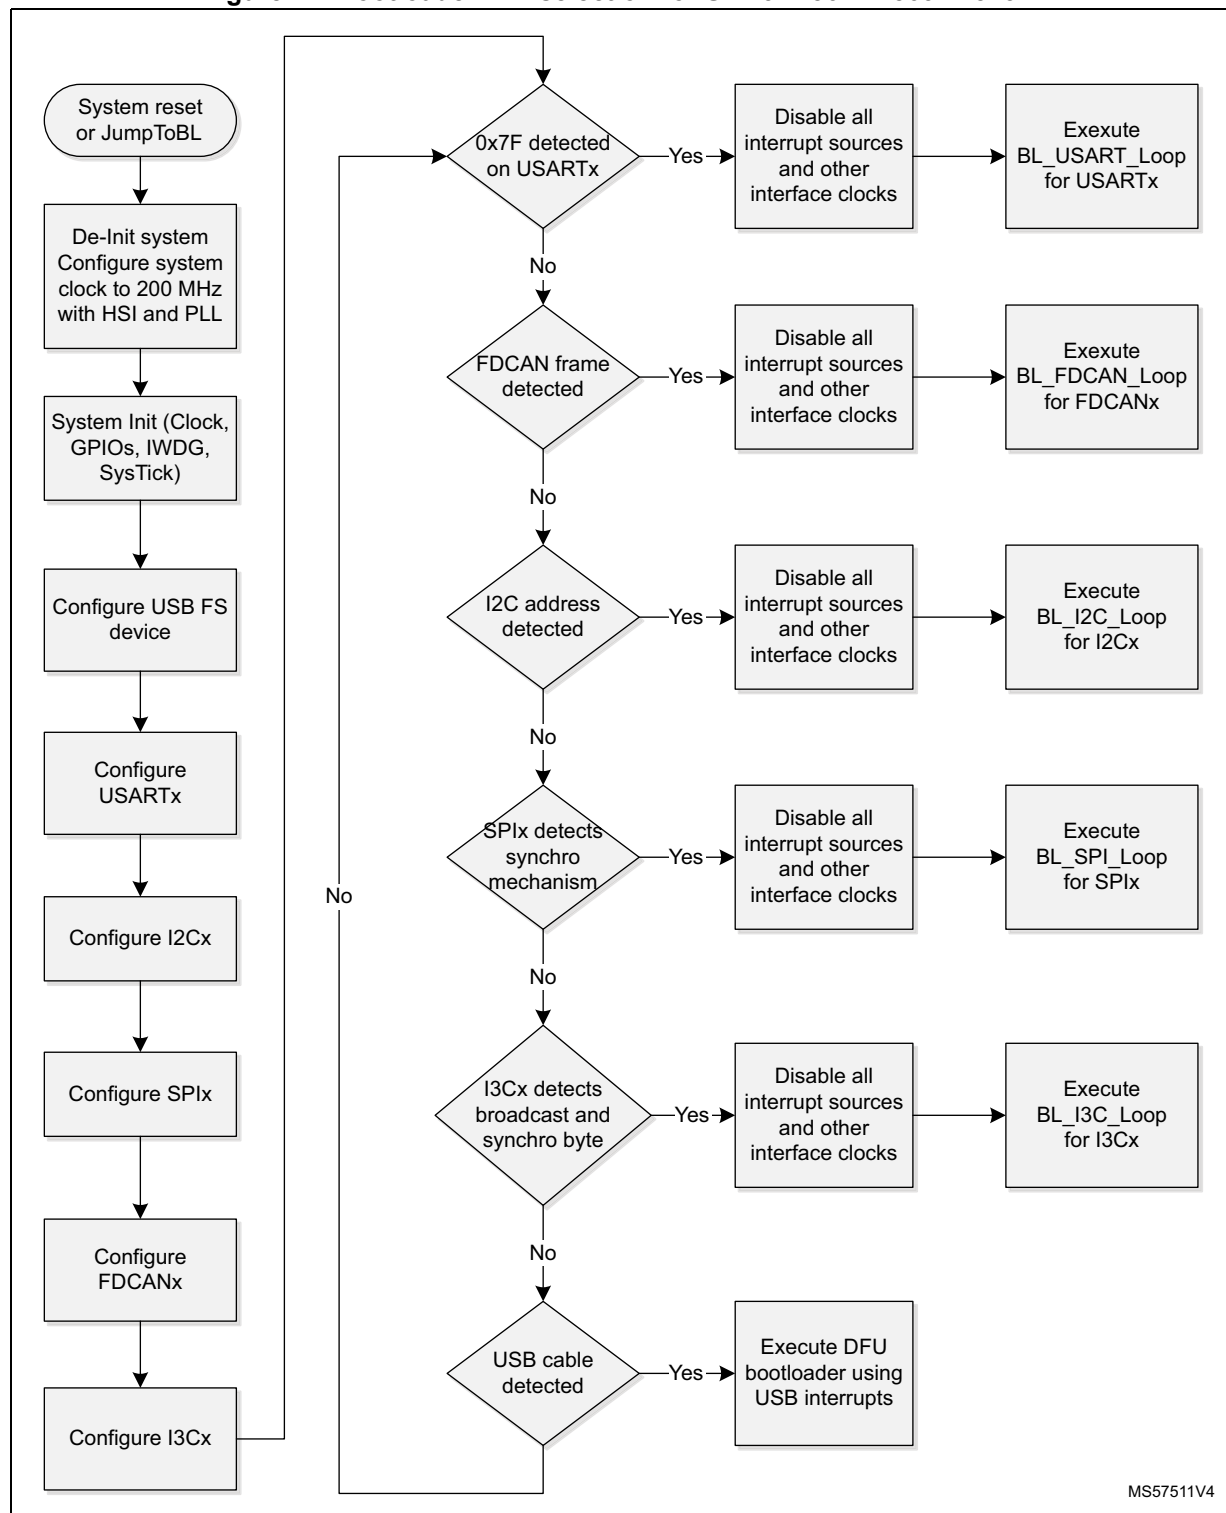 System reset
or JumpToBL
De-Init system
Configure system
clock to 200 MHz
with HSI and PLL
System Init (Clock,
GPIOs, IWDG,
SysTick)
Configure USB FS
device
Configure
USARTx
Configure I2Cx
Configure SPIx
Configure
FDCANx
Configure I3Cx
0x7F detected
on USARTx
Yes
Disable all
interrupt sources
and other
interface clocks
Exexute
BL_USART_Loop
for USARTx
No
FDCAN frame
detected
Yes
Disable all
interrupt sources
and other
interface clocks
Exexute
BL_FDCAN_Loop
for FDCANx
No
I2C address
detected
Yes
Disable all
interrupt sources
and other
interface clocks
Execute
BL_I2C_Loop
for I2Cx
No
SPIx detects
synchro
mechanism
Yes
Disable all
interrupt sources
and other
interface clocks
Execute
BL_SPI_Loop
for SPIx
No
No
I3Cx detects
broadcast and
synchro byte
Yes
Disable all
interrupt sources
and other
interface clocks
Execute
BL_I3C_Loop
for I3Cx
No
USB cable
detected
Yes
Execute DFU
bootloader using
USB interrupts
MS57511V4